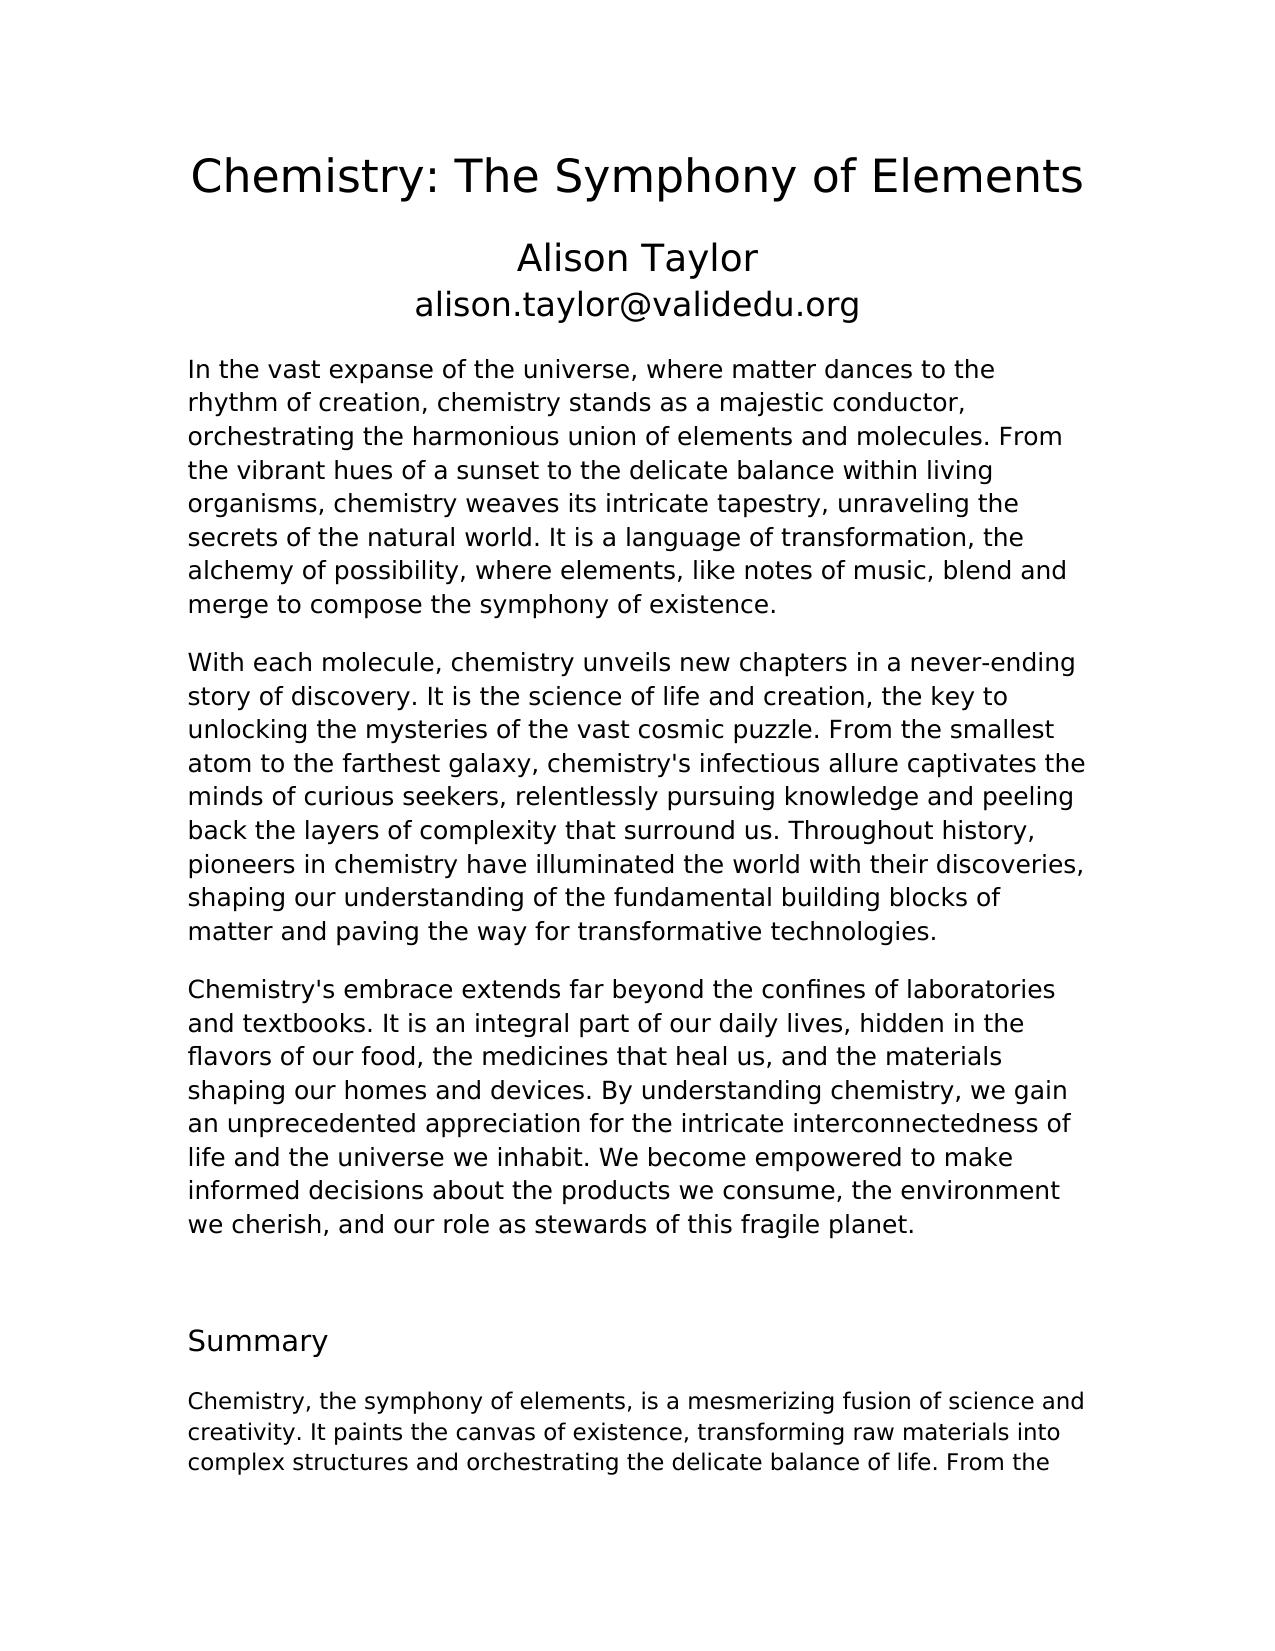 Chemistry: The Symphony of Elements
Alison Taylor
alison.taylor@validedu.org
In the vast expanse of the universe, where matter dances to the
rhythm of creation, chemistry stands as a majestic conductor,
orchestrating the harmonious union of elements and molecules. From
the vibrant hues of a sunset to the delicate balance within living
organisms, chemistry weaves its intricate tapestry, unraveling the
secrets of the natural world. It is a language of transformation, the
alchemy of possibility, where elements, like notes of music, blend and
merge to compose the symphony of existence.
With each molecule, chemistry unveils new chapters in a never-ending
story of discovery. It is the science of life and creation, the key to
unlocking the mysteries of the vast cosmic puzzle. From the smallest
atom to the farthest galaxy, chemistry's infectious allure captivates the
minds of curious seekers, relentlessly pursuing knowledge and peeling
back the layers of complexity that surround us. Throughout history,
pioneers in chemistry have illuminated the world with their discoveries,
shaping our understanding of the fundamental building blocks of
matter and paving the way for transformative technologies.
Chemistry's embrace extends far beyond the confines of laboratories
and textbooks. It is an integral part of our daily lives, hidden in the
flavors of our food, the medicines that heal us, and the materials
shaping our homes and devices. By understanding chemistry, we gain
an unprecedented appreciation for the intricate interconnectedness of
life and the universe we inhabit. We become empowered to make
informed decisions about the products we consume, the environment
we cherish, and our role as stewards of this fragile planet.
Summary
Chemistry, the symphony of elements, is a mesmerizing fusion of science and
creativity. It paints the canvas of existence, transforming raw materials into
complex structures and orchestrating the delicate balance of life. From the